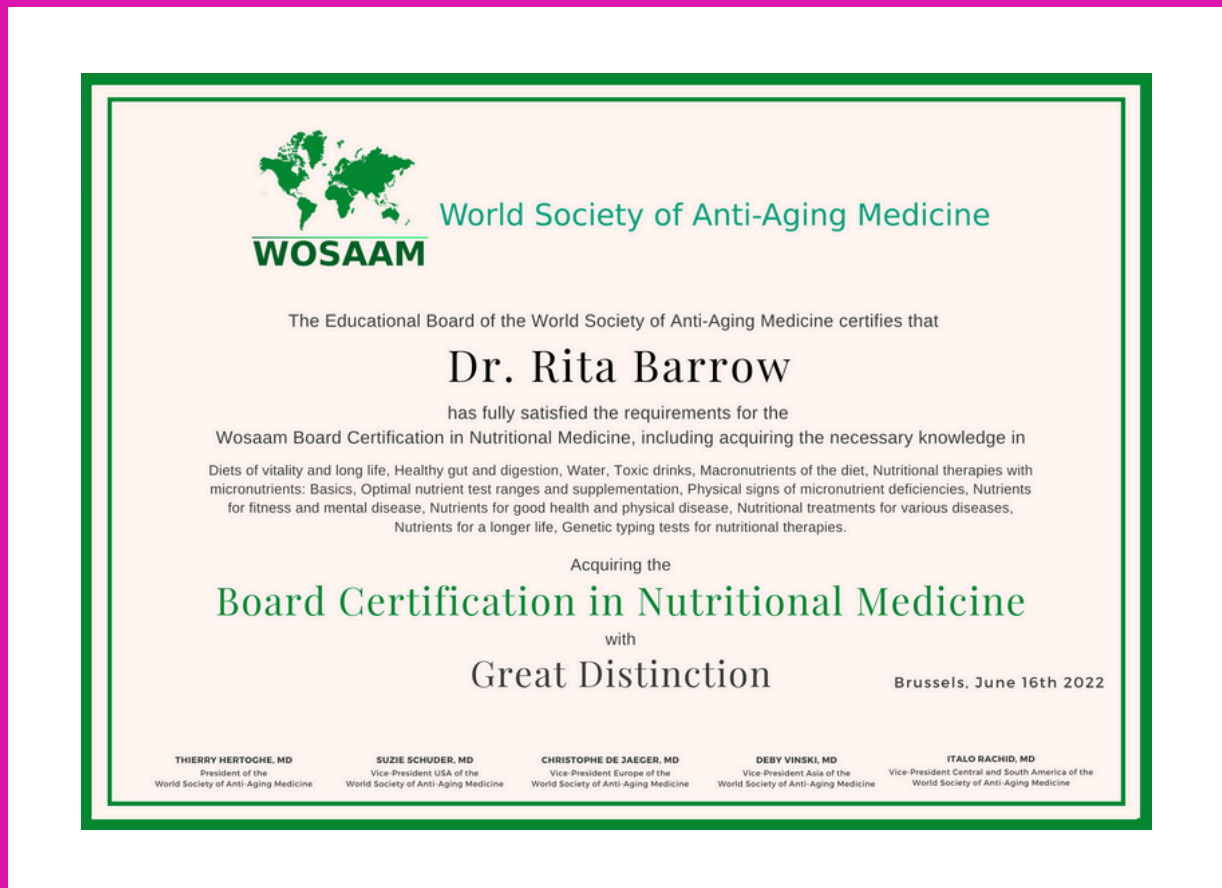 WOSAAM
World Society of Anti-Aging Medicine
The Educational Board of the World Society of Anti-Aging Medicine certifies that
Dr. Rita Barrow
has fully satisfied the requirements for the
Wosaam Board Certification in Nutritional Medicine, including acquiring the necessary knowledge in
Diets of vitality and long life, Healthy gut and digestion, Water, Toxic drinks, Macronutrients of the diet, Nutritional therapies with
micronutrients: Basics, Optimal nutrient test ranges and supplementation, Physical signs of micronutrient deficiencies, Nutrients
for fitness and mental disease, Nutrients for good health and physical disease, Nutritional treatments for various diseases,
Nutrients for a longer life, Genetic typing tests for nutritional therapies.
Acquiring the
Board Certification in Nutritional Medicine
with
Great Distinction
Brussels, June 16th 2022
THIERRY HERTOGHE, MD
President of the
World Society of Anti-Aging Medicine
SUZIE SCHUDER, MD
Vice-President USA of the
World Society of Anti-Aging Medicine
CHRISTOPHE DE JAEGER, MD
Vice-President Europe of the
World Society of Anti-Aging Medicine
DEBY VINSKI, MD
Vice-President Asia of the
World Society of Anti-Aging Medicine
ITALO RACHID, MD
Vice-President Central and South America of the
World Society of Anti-Aging Medicine